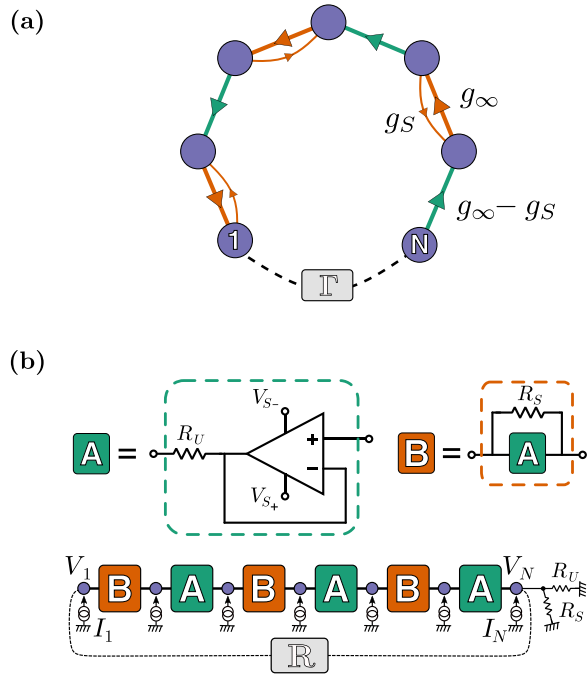 (a)
g∞
gS
g∞ − gS
1
N
Γ
(b)
A = RU VS- VS+ + −
B = RS A
V1 B A B A B A VN RU
RS
I1 IN
R